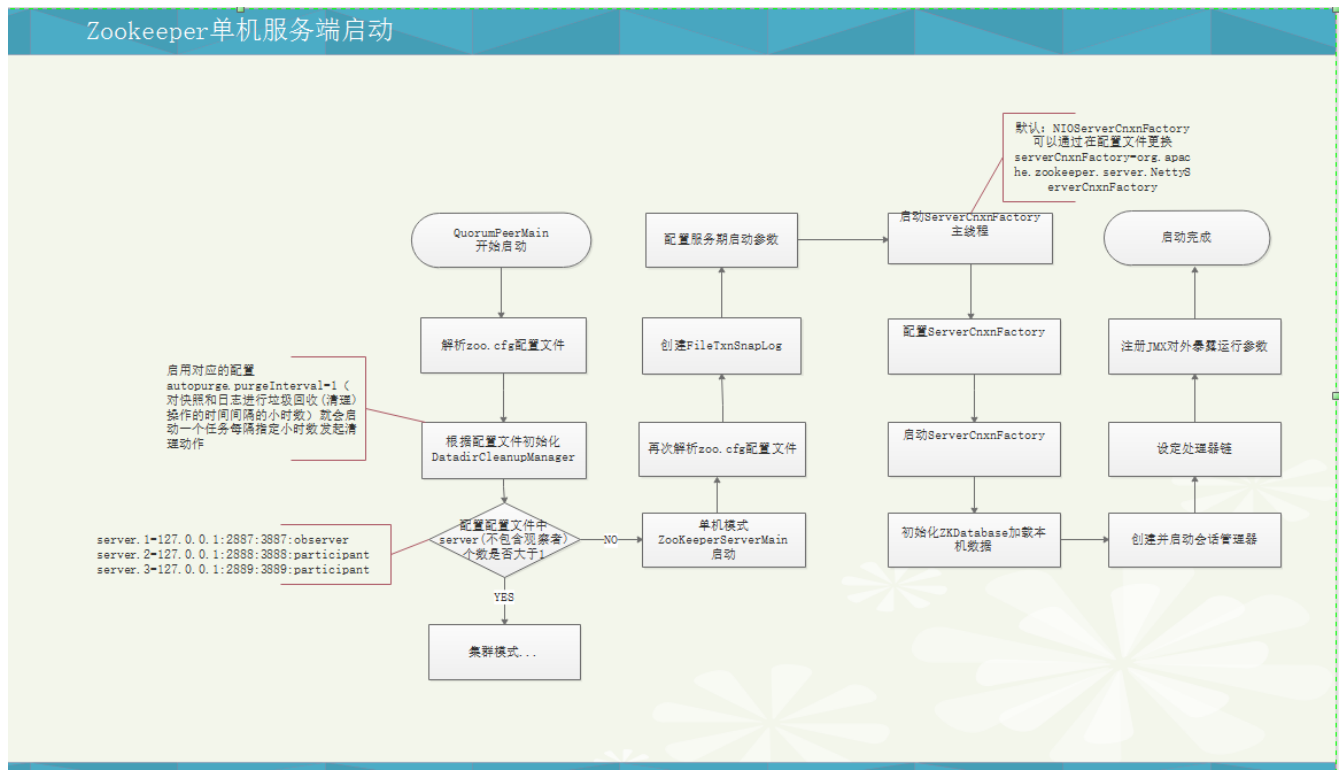 Zookeeper单机服务端启动
QuorumPeerMain
开始启动
解析zoo.cfg配置文件
启用对应的配置
autopurge.purgeInterval=1（
对快照和日志进行垃圾回收(清理)
操作的时间间隔的小时数）就会启
动一个任务每隔指定小时数发起清
理动作
根据配置文件初始化
DatadirCleanupManager
server.1=127.0.0.1:2887:3887:observer
server.2=127.0.0.1:2888:3888:participant
server.3=127.0.0.1:2889:3889:participant
配置配置文件中
server(不包含观察者)
个数是否大于1
YES
集群模式...
NO
单机模式
ZooKeeperServerMain
启动
再次解析zoo.cfg配置文件
创建FileTxnSnapLog
配置服务期启动参数
默认：NIOServerCnxnFactory
可以通过在配置文件更换
serverCnxnFactory=org.apac
he.zookeeper.server.NettyS
erverCnxnFactory
启动ServerCnxnFactory
主线程
配置ServerCnxnFactory
启动ServerCnxnFactory
初始化ZKDatabase加载本
机数据
创建并启动会话管理器
设定处理器链
注册JMX对外暴露运行参数
启动完成